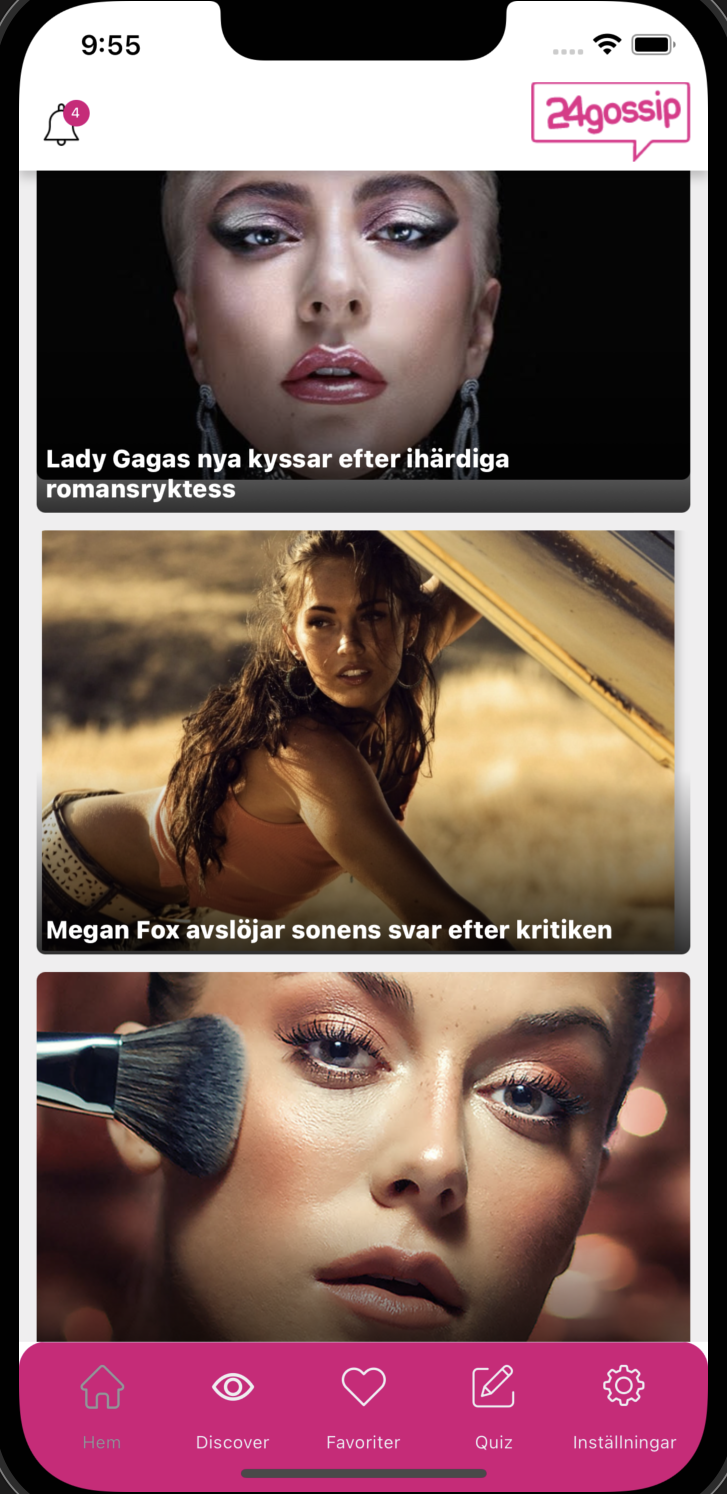 9:55
4
24gossip
Lady Gagas nya kyssar efter ihärdiga
romansryktess
Megan Fox avslöjar sonens svar efter kritiken
Hem
Discover
Favoriter
Quiz
Inställningar